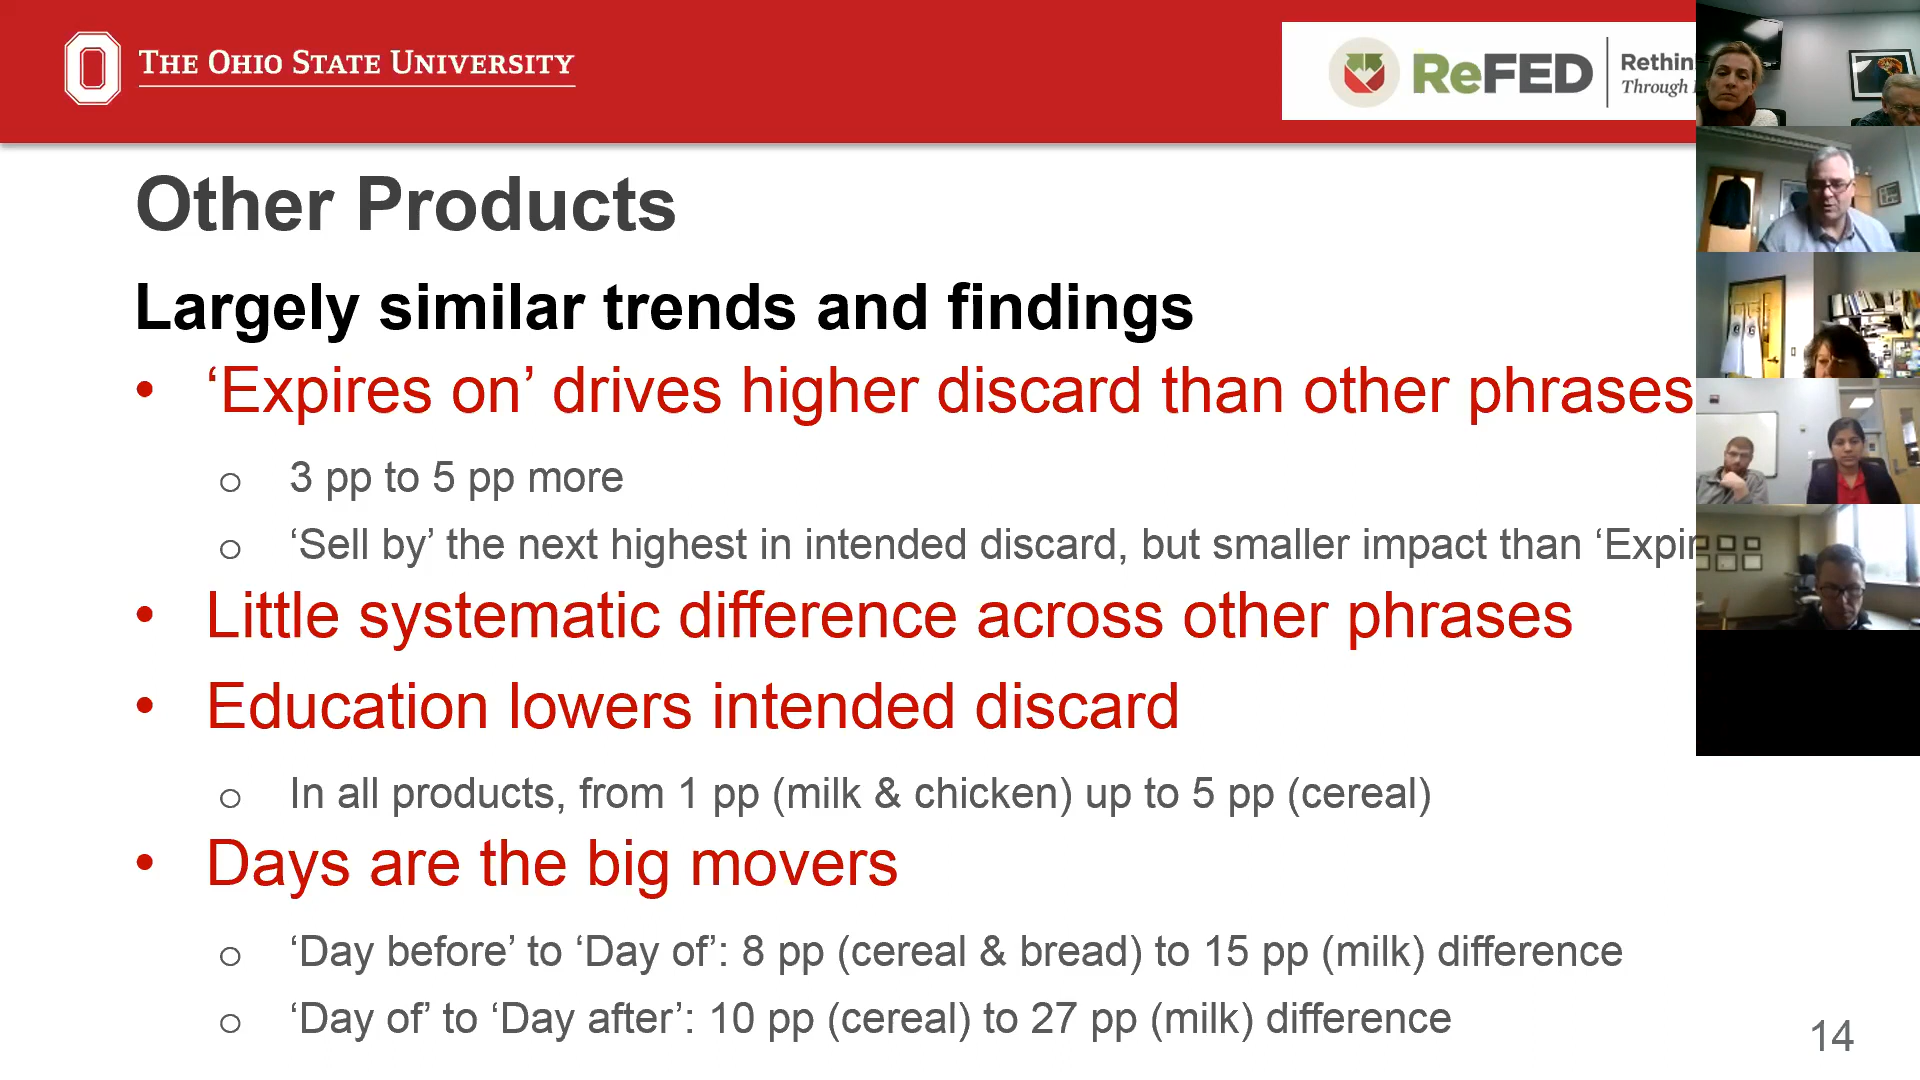 THE OHIO STATE UNIVERSITY
ReFED
Through
Other Products
Largely similar trends and findings
• ‘Expires on’ drives higher discard than other phrases
o 3 pp to 5 pp more
o ‘Sell by’ the next highest in intended discard, but smaller impact than
• Little systematic difference across other phrases
• Education lowers intended discard
o In all products, from 1 pp (milk & chicken) up to 5 pp (cereal)
• Days are the big movers
o ‘Day before’ to ‘Day of’: 8 pp (cereal & bread) to 15 pp (milk) difference
o ‘Day of’ to ‘Day after’: 10 pp (cereal) to 27 pp (milk) difference
14